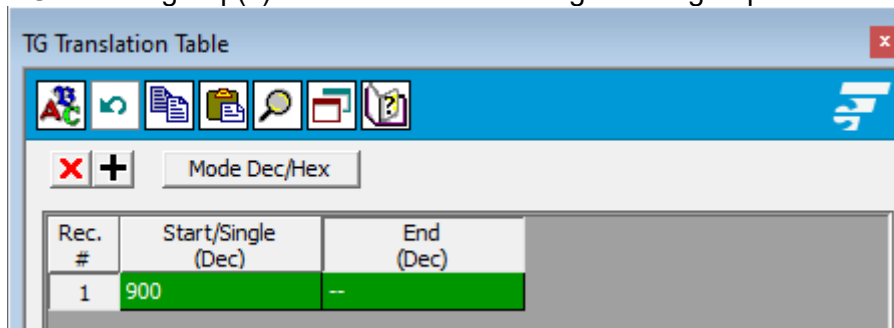 TG Translation Table
x
Mode Dec/Hex
Rec. #
Start/Single (Dec)
End (Dec)
1 900 --